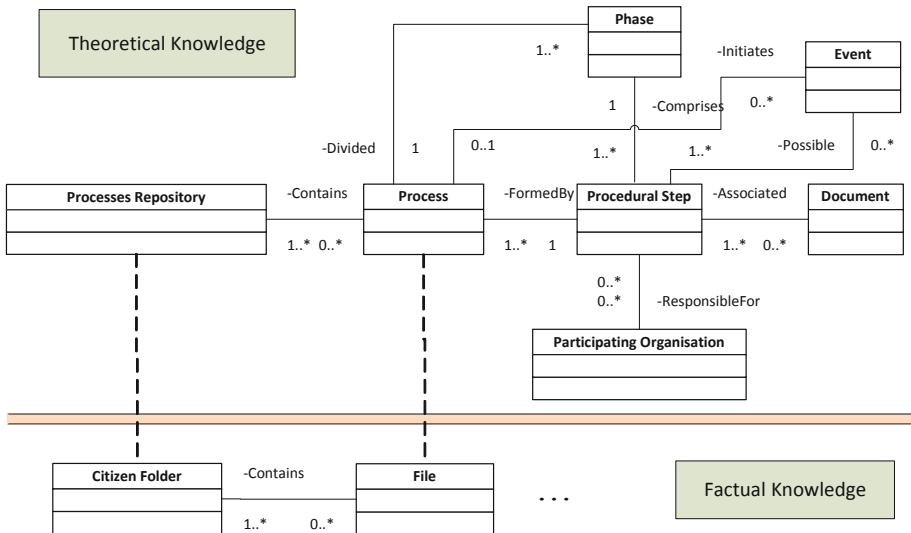 Theoretical Knowledge
Phase
1..*
-Initiates
Event
1
-Comprises
0..*
-Divided
1
0..1
1..*
1..*
-Possible
0..*
Processes Repository
-Contains
Process
-FormedBy
Procedural Step
-Associated
Document
1..* 0..*
1..* 1
1..* 0..*
0..*
0..*
-ResponsibleFor
Participating Organisation
Citizen Folder
-Contains
File
...
Factual Knowledge
1..* 0..*